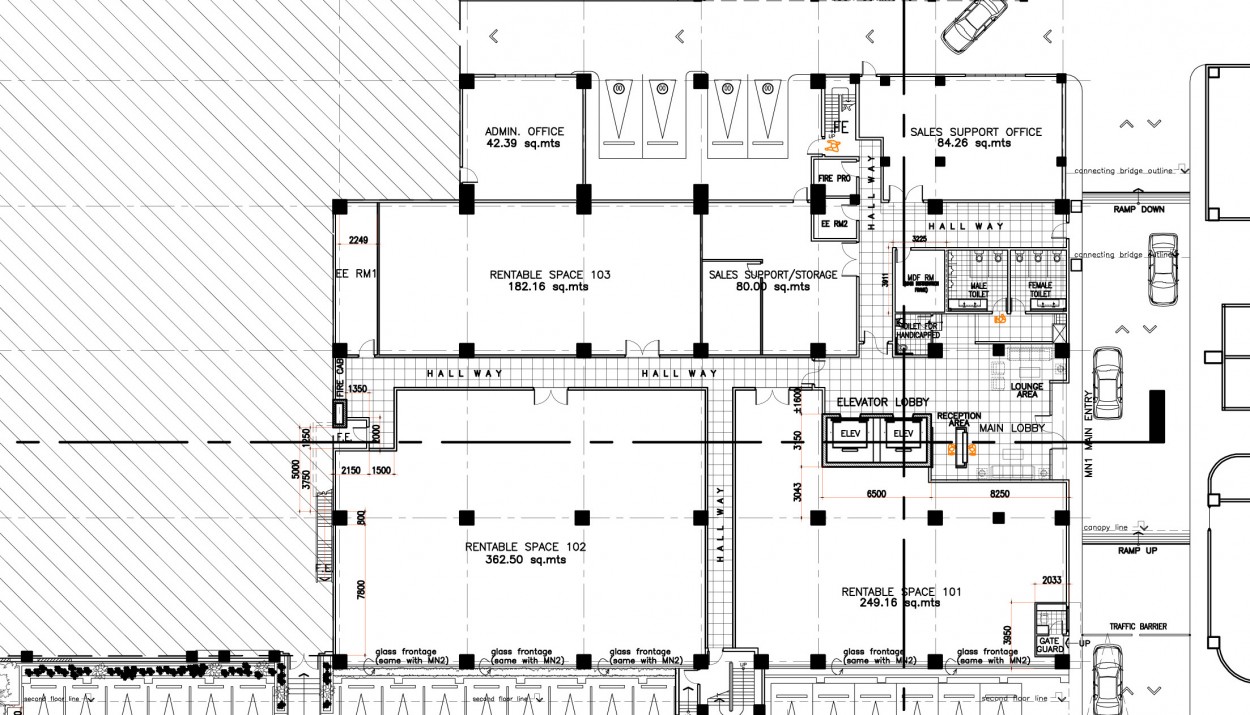 ADMIN. OFFICE
42.39 sq.mts
FE
SALES SUPPORT OFFICE
84.26 sq.mts
FIRE PRO
HALL WAY
connecting bridge outline
RAMP DOWN
EE RM2
HALL WAY
3225
2249
connecting bridge outline
EE RM1
RENTABLE SPACE 103
182.16 sq.mts
SALES SUPPORT/STORAGE
80.00 sq.mts
3911
MDF RM
MALE
TOILET
FEMALE
TOILET
TOILET FOR
HANDICAPPED
FIRE CAB
HALL WAY
HALL WAY
1350
±1600
LOUNGE
AREA
ELEVATOR LOBBY
RECEPTION
AREA
MAIN LOBBY
MN1 MAIN ENTRY
F.E.
1250
2000
ELEV
ELEV
3150
5000
3750
2150
1500
3043
6500
8250
800
HALL WAY
canopy line
RAMP UP
RENTABLE SPACE 102
362.50 sq.mts
7800
RENTABLE SPACE 101
249.16 sq.mts
2033
3950
TRAFFIC BARRIER
GATE
GUARD
UP
glass frontage
(same with MN2)
glass frontage
(same with MN2)
glass frontage
(same with MN2)
glass frontage
(same with MN2)
glass frontage
(same with MN2)
second floor line
second floor line
second floor line